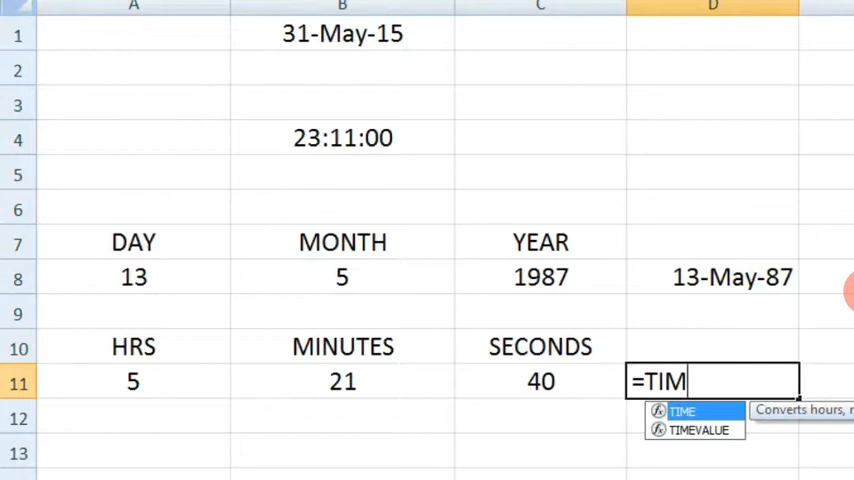 A B C D
1 31-May-15
2
3
4 23:11:00
5
6
7 DAY MONTH YEAR
8 13 5 1987 13-May-87
9
10 HRS MINUTES SECONDS
11 5 21 40 =TIM
12 fx TIME Converts hours,
fx TIMEVALUE
13